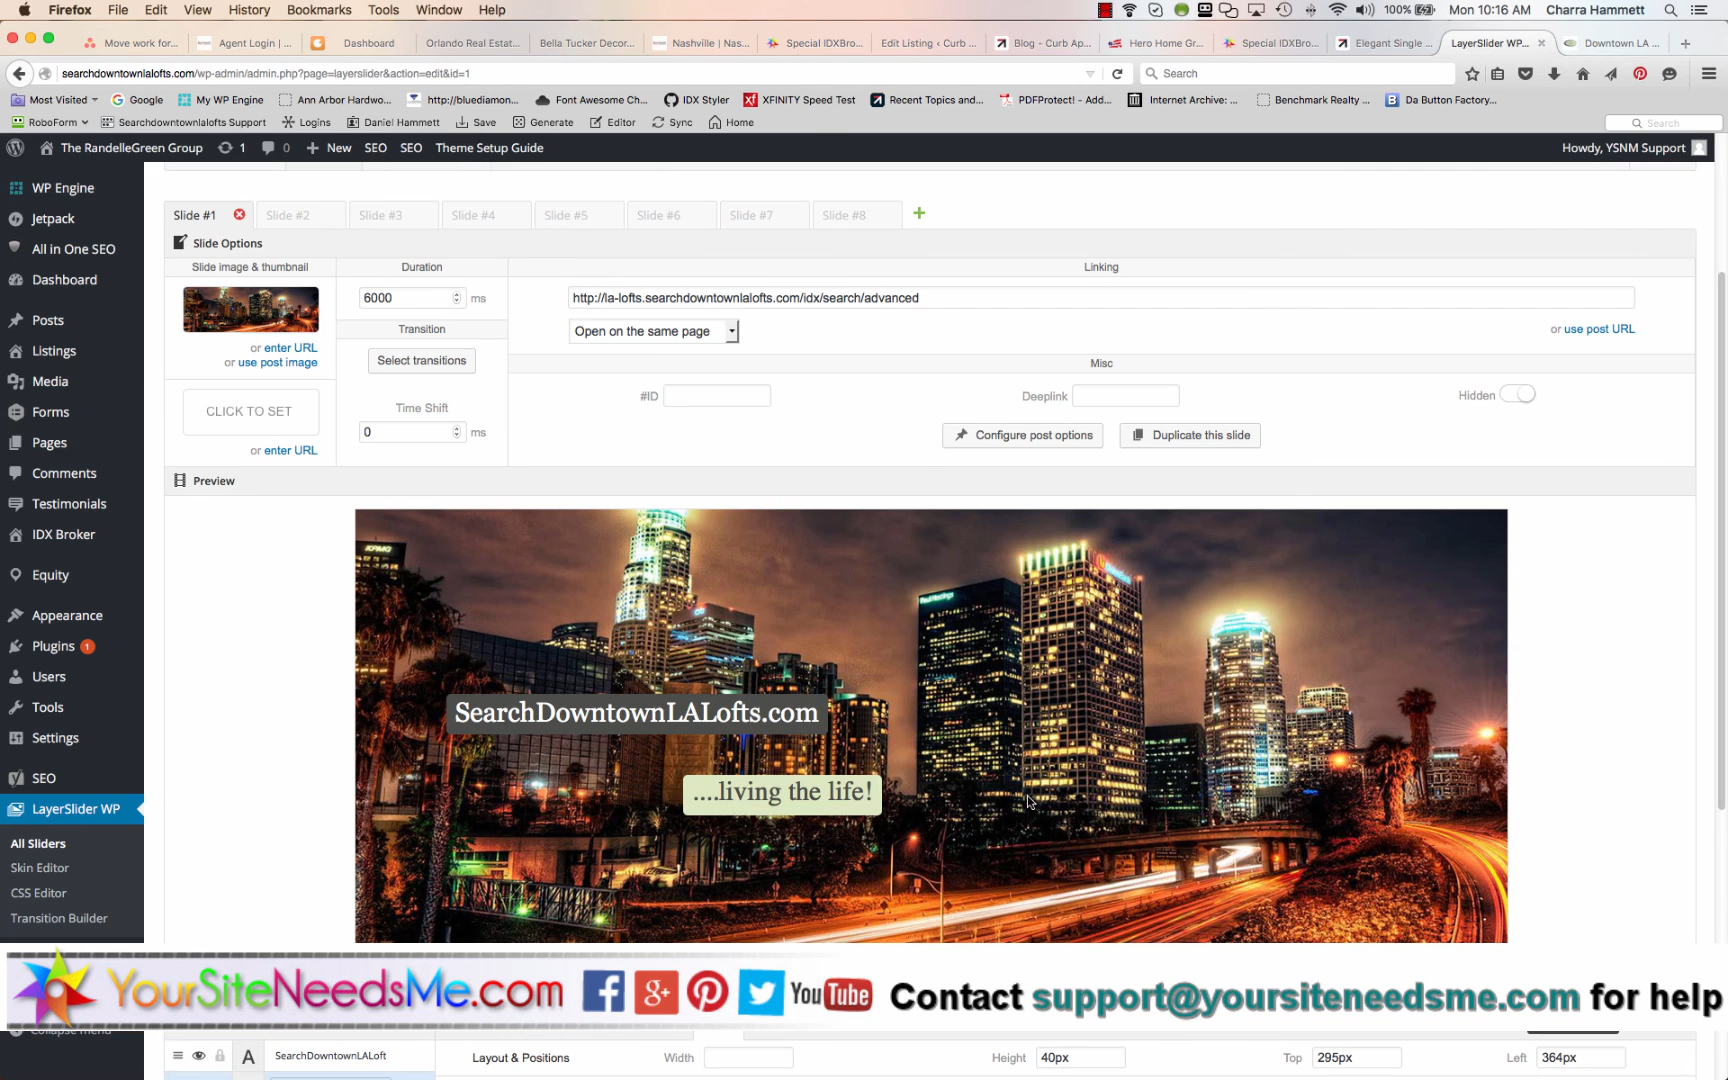 Firefox File Edit View History Bookmarks Tools Window Help 100% Mon 10:16 AM Charra Hammett
Move work for... Agent Login | ... Dashboard Orlando Real Estat... Bella Tucker Decor... Nashville | Nas... Special IDXBro... Edit Listing ‹ Curb ... Blog - Curb Ap... Hero Home Gr... Special IDXBro... Elegant Single ... LayerSlider WP... Downtown LA ...
searchdowntownlalofts.com/wp-admin/admin.php?page=layerslider&action=edit&id=1 Search
Most Visited Google My WP Engine Ann Arbor Hardwo... http://bluediamon... Font Awesome Ch... IDX Styler XFINITY Speed Test Recent Topics and... PDFProtect! - Add... Internet Archive: ... Benchmark Realty ... Da Button Factory...
RoboForm Searchdowntownlalofts Support Logins Daniel Hammett Save Generate Editor Sync Home Search
The RandelleGreen Group 1 0 New SEO SEO Theme Setup Guide Howdy, YSNM Support
WP Engine
Jetpack
All in One SEO
Dashboard
Posts
Listings
Media
Forms
Pages
Comments
Testimonials
IDX Broker
Equity
Appearance
Plugins 1
Users
Tools
Settings
SEO
LayerSlider WP
All Sliders
Skin Editor
CSS Editor
Transition Builder
Collapse menu
Slide #1 Slide #2 Slide #3 Slide #4 Slide #5 Slide #6 Slide #7 Slide #8
Slide Options
Slide image & thumbnail Duration Linking
6000 ms http://la-lofts.searchdowntownlalofts.com/idx/search/advanced
Transition Open on the same page or use post URL
or enter URL
or use post image
Select transitions Misc
Time Shift #ID Deeplink Hidden
CLICK TO SET
0 ms Configure post options Duplicate this slide
or enter URL
Preview
KPMG
Paul Hastings
SearchDowntownLALofts.com
....living the life!
YourSiteNeedsMe.com You Tube Contact support@yoursiteneedsme.com for help
A SearchDowntownLALoft Layout & Positions Width Height 40px Top 295px Left 364px